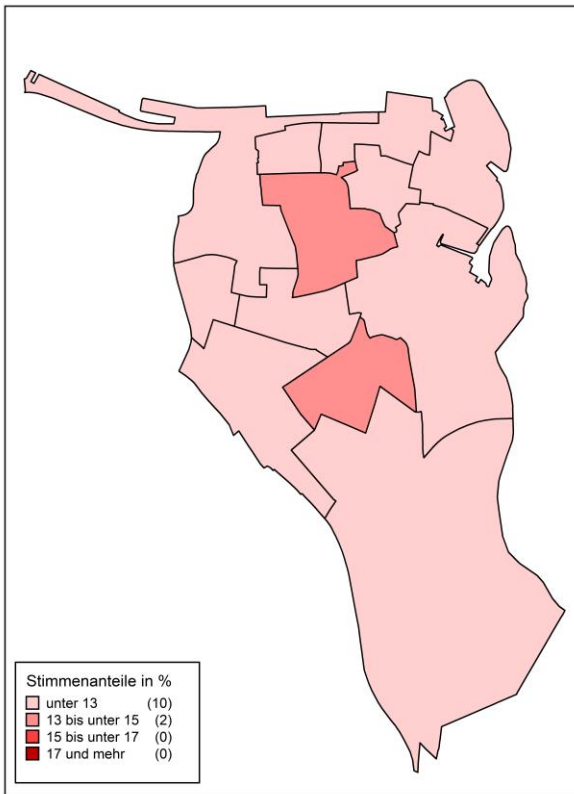 Stimmenanteile in %
unter 13 (10)
13 bis unter 15 (2)
15 bis unter 17 (0)
17 und mehr (0)